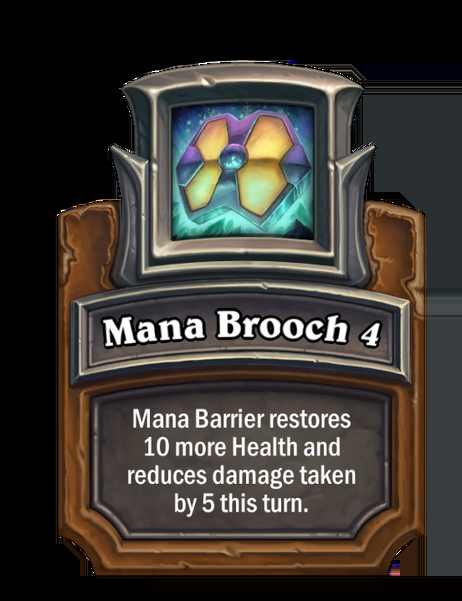 Mana Brooch 4
Mana Barrier restores
10 more Health and
reduces damage taken
by 5 this turn.